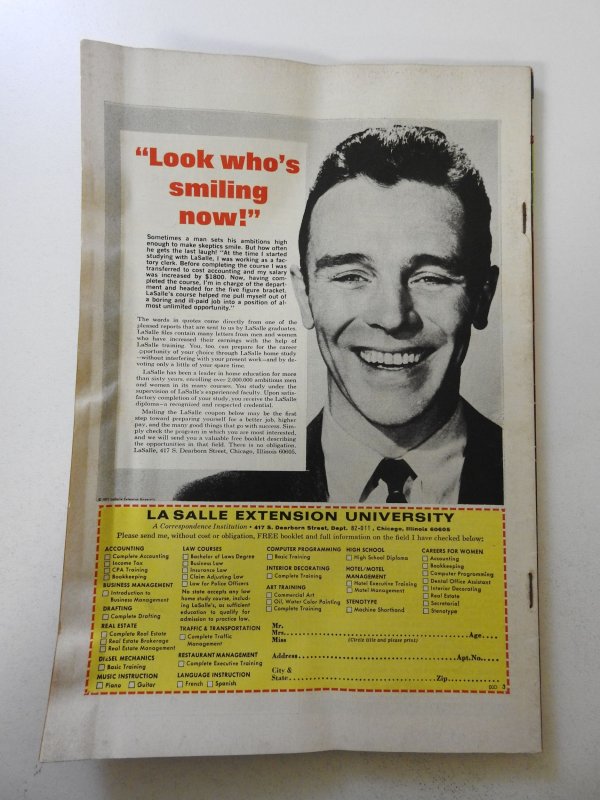 “Look who’s
smiling
now!”
Sometimes a man sets his ambitions high
enough to make skeptics smile. But how often
he gets the last laugh! “At the time I started
studying with LaSalle, I was working as a fac-
tory clerk. Before completing the course I was
transferred to cost accounting and my salary
was increased by $1800. Now, having com-
pleted the course, I’m in charge of the depart-
ment and headed for the five figure bracket.
LaSalle’s course helped me pull myself out of
a boring and ill-paid job into a position of al-
most unlimited opportunity.”
The words in quotes come directly from one of the
pleased reports that are sent to us by LaSalle graduates.
LaSalle files contain many letters from men and women
who have increased their earnings with the help of
LaSalle training. You, too, can prepare for the career
opportunity of your choice through LaSalle home study
—without interfering with your present work—and by de-
voting only a little of your spare time.
LaSalle has been a leader in home education for more
than sixty years, enrolling over 2,000,000 ambitious men
and women in its many courses. You study under the
supervision of LaSalle’s experienced faculty. Upon satis-
factory completion of your study, you receive the LaSalle
diploma—a recognized and respected credential.
Mailing the LaSalle coupon below may be the first
step toward preparing yourself for a better job, higher
pay, and the many good things that go with success. Sim-
ply check the program in which you are most interested,
and we will send you a valuable free booklet describing
the opportunities in that field. There is no obligation.
LaSalle, 417 S. Dearborn Street, Chicago, Illinois 60605.
LaSalle Extension University
LA SALLE EXTENSION UNIVERSITY
A Correspondence Institution • 417 S. Dearborn Street, Dept. 87-011, Chicago, Illinois 60605
Please send me, without cost or obligation, FREE booklet and full information on the field I have checked below:
ACCOUNTING
Complete Accounting
Income Tax
CPA Training
Bookkeeping
BUSINESS MANAGEMENT
Introduction to
Business Management
DRAFTING
Complete Drafting
REAL ESTATE
Complete Real Estate
Real Estate Brokerage
Real Estate Management
DIESEL MECHANICS
Basic Training
MUSIC INSTRUCTION
Piano Guitar
LAW COURSES
Bachelor of Laws Degree
Business Law
Insurance Law
Claim Adjusting Law
Law for Police Officers
No state accepts any law
home study course, includ-
ing LaSalle’s, as sufficient
education to qualify for
admission to practice law.
TRAFFIC & TRANSPORTATION
Complete Traffic
Management
RESTAURANT MANAGEMENT
Complete Executive Training
LANGUAGE INSTRUCTION
French Spanish
COMPUTER PROGRAMMING
Basic Training
INTERIOR DECORATING
Complete Training
ART TRAINING
Commercial Art
Oil, Water Color Painting
Complete Training
HIGH SCHOOL
High School Diploma
HOTEL/MOTEL
MANAGEMENT
Hotel Executive Training
Motel Management
STENOTYPE
Machine Shorthand
CAREERS FOR WOMEN
Accounting
Bookkeeping
Computer Programming
Dental Office Assistant
Interior Decorating
Real Estate
Secretarial
Stenotype
Mr.
Mrs. Age
Miss (Circle title and please print)
Address Apt. No.
City &
State Zip
3